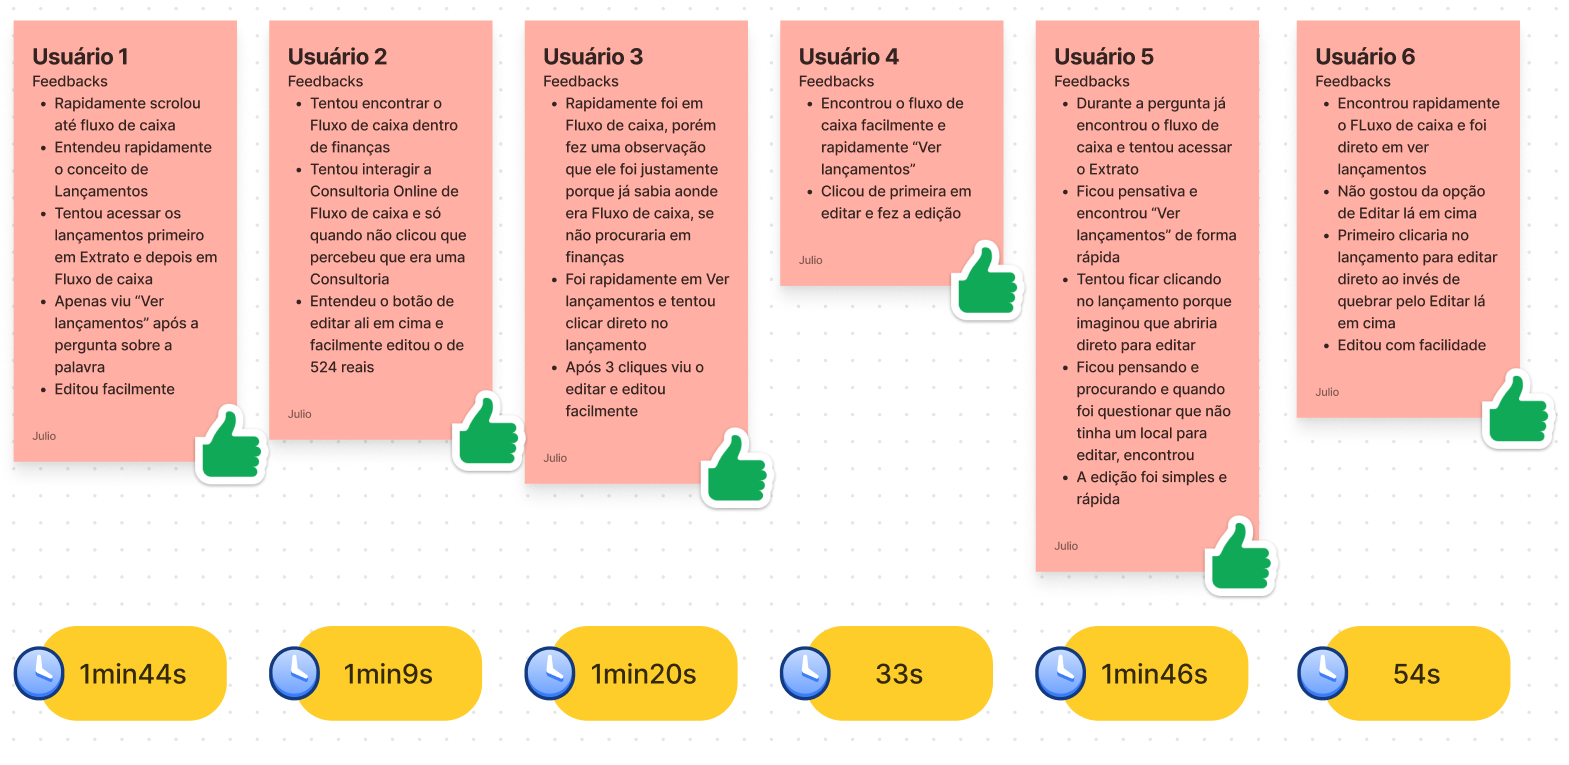 Usuário 1
Feedbacks
• Rapidamente scrolou
até fluxo de caixa
• Entendeu rapidamente
o conceito de
Lançamentos
• Tentou acessar os
lançamentos primeiro
em Extrato e depois em
Fluxo de caixa
• Apenas viu “Ver
lançamentos” após a
pergunta sobre a
palavra
• Editou facilmente
Julio
Usuário 2
Feedbacks
• Tentou encontrar o
Fluxo de caixa dentro
de finanças
• Tentou interagir a
Consultoria Online de
Fluxo de caixa e só
quando não clicou que
percebeu que era uma
Consultoria
• Entendeu o botão de
editar ali em cima e
facilmente editou o de
524 reais
Julio
Usuário 3
Feedbacks
• Rapidamente foi em
Fluxo de caixa, porém
fez uma observação
que ele foi justamente
porque já sabia aonde
era Fluxo de caixa, se
não procuraria em
finanças
• Foi rapidamente em Ver
lançamentos e tentou
clicar direto no
lançamento
• Após 3 cliques viu o
editar e editou
facilmente
Julio
Usuário 4
Feedbacks
• Encontrou o fluxo de
caixa facilmente e
rapidamente “Ver
lançamentos”
• Clicou de primeira em
editar e fez a edição
Julio
Usuário 5
Feedbacks
• Durante a pergunta já
encontrou o fluxo de
caixa e tentou acessar
o Extrato
• Ficou pensativa e
encontrou “Ver
lançamentos” de forma
rápida
• Tentou ficar clicando
no lançamento porque
imaginou que abriria
direto para editar
• Ficou pensando e
procurando e quando
foi questionar que não
tinha um local para
editar, encontrou
• A edição foi simples e
rápida
Julio
Usuário 6
Feedbacks
• Encontrou rapidamente
o FLuxo de caixa e foi
direto em ver
lançamentos
• Não gostou da opção
de Editar lá em cima
• Primeiro clicaria no
lançamento para editar
direto ao invés de
quebrar pelo Editar lá
em cima
• Editou com facilidade
Julio
1min44s
1min9s
1min20s
33s
1min46s
54s